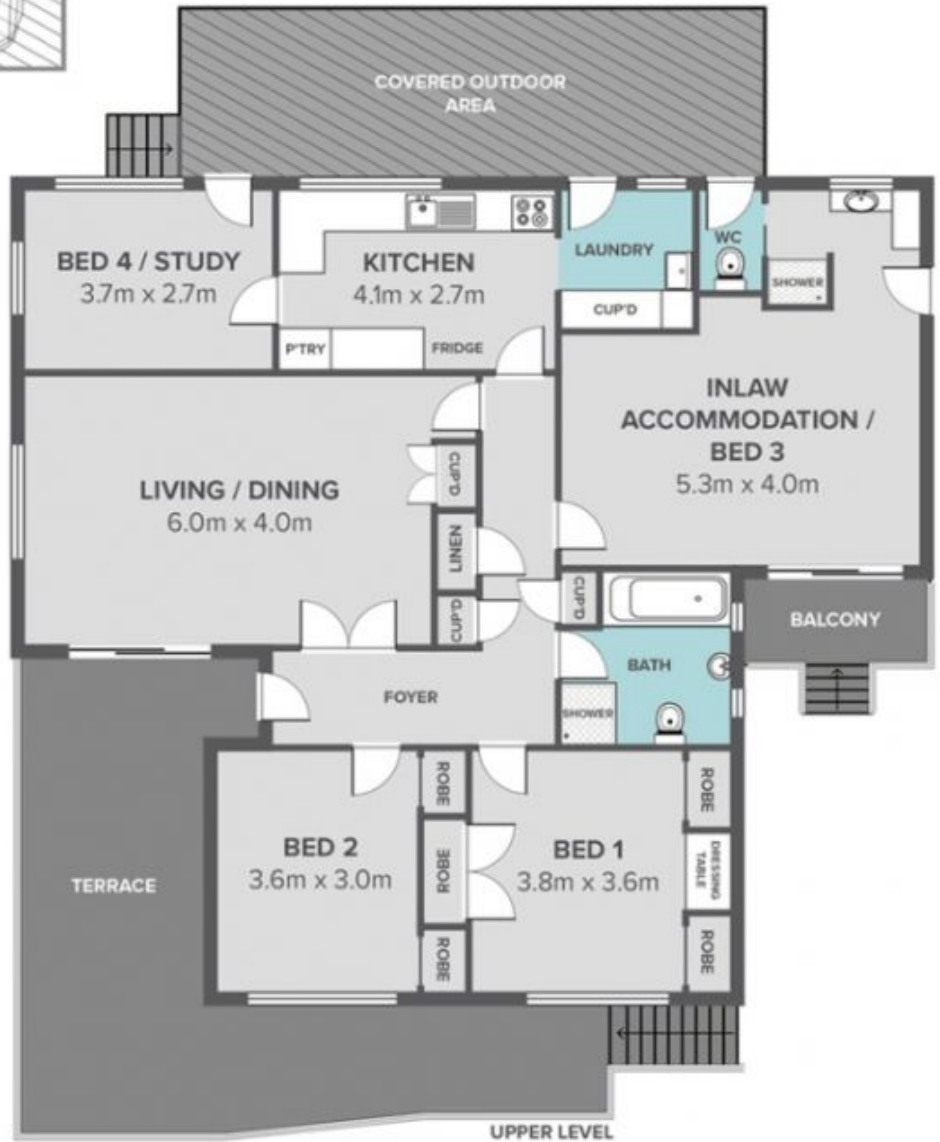 COVERED OUTDOOR
AREA
BED 4 / STUDY
3.7m x 2.7m
KITCHEN
4.1m x 2.7m
P'TRY
FRIDGE
LAUNDRY
CUP'D
WC
SHOWER
INLAW
ACCOMMODATION /
BED 3
5.3m x 4.0m
LIVING / DINING
6.0m x 4.0m
CUP'D
LINEN
CUP'D
CUP'D
BALCONY
BATH
SHOWER
FOYER
TERRACE
BED 2
3.6m x 3.0m
ROBE
ROBE
ROBE
BED 1
3.8m x 3.6m
ROBE
DRESSING
TABLE
ROBE
UPPER LEVEL